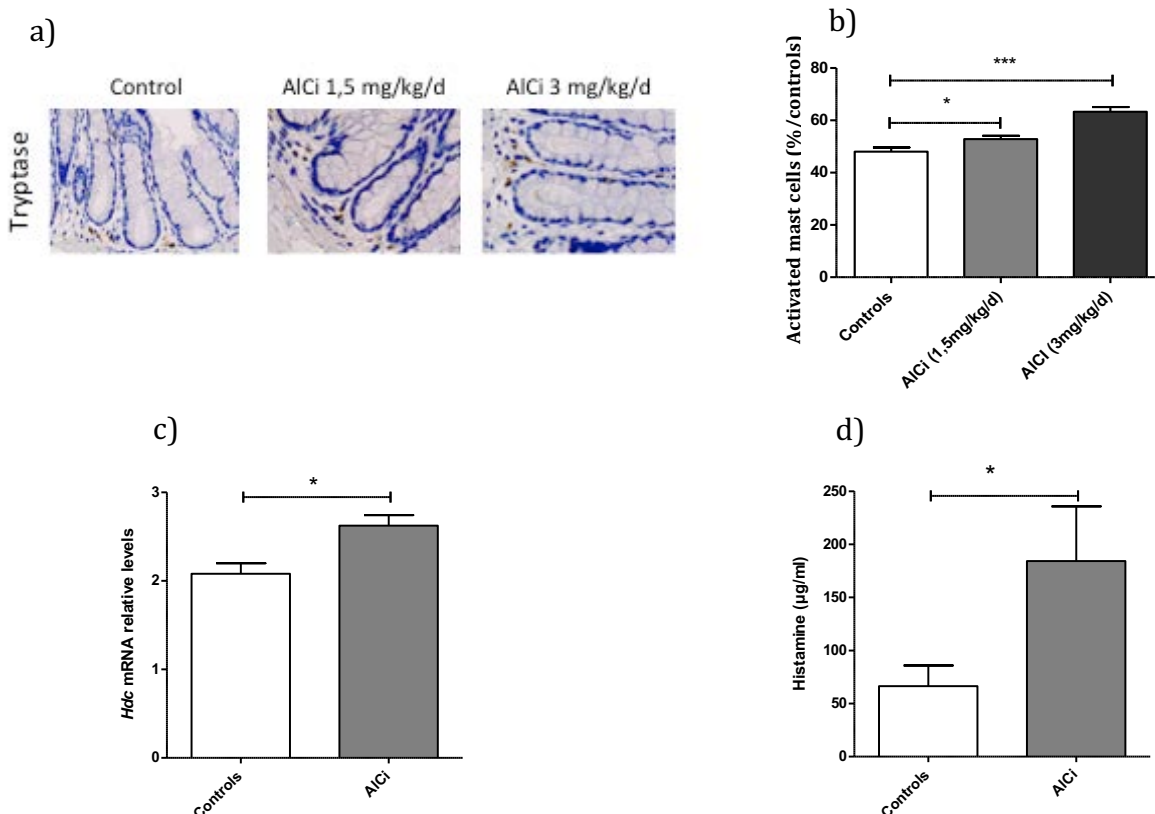 a)
Control
AlCi 1,5 mg/kg/d
AlCi 3 mg/kg/d
Tryptase
b)
Activated mast cells (%/controls)
80
60
40
20
0
*
***
Controls
AlCi (1,5mg/kg/d)
AlCI (3mg/kg/d)
c)
Hdc mRNA relative levels
3
2
1
0
*
Controls
AlCi
d)
Histamine (µg/ml)
250
200
150
100
50
0
*
Controls
AlCi